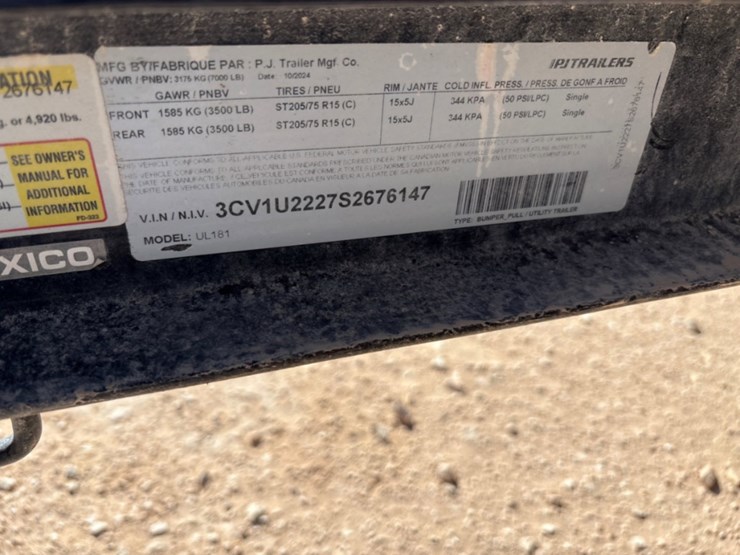 ATION
2676147
g. or 4,920 lbs.
SEE OWNER'S
MANUAL FOR
ADDITIONAL
INFORMATION
XICO
MFG BY/FABRIQUE PAR : P.J. Trailer Mgf. Co.
PJTRAILERS
GVWR / PNBV: 3175 KG (7000 LB) Date: 10/2024
GAWR / PNBV TIRES / PNEU RIM / JANTE COLD INFL. PRESS. / PRESS. DE GONF A FROID
FRONT 1585 KG (3500 LB) ST205/75 R15 (C) 15x5J 344 KPA (50 PSI/LPC) Single
REAR 1585 KG (3500 LB) ST205/75 R15 (C) 15x5J 344 KPA (50 PSI/LPC) Single
V.I.N / N.I.V. 3CV1U2227S2676147
TYPE: BUMPER_PULL / UTILITY TRAILER
MODEL: UL181